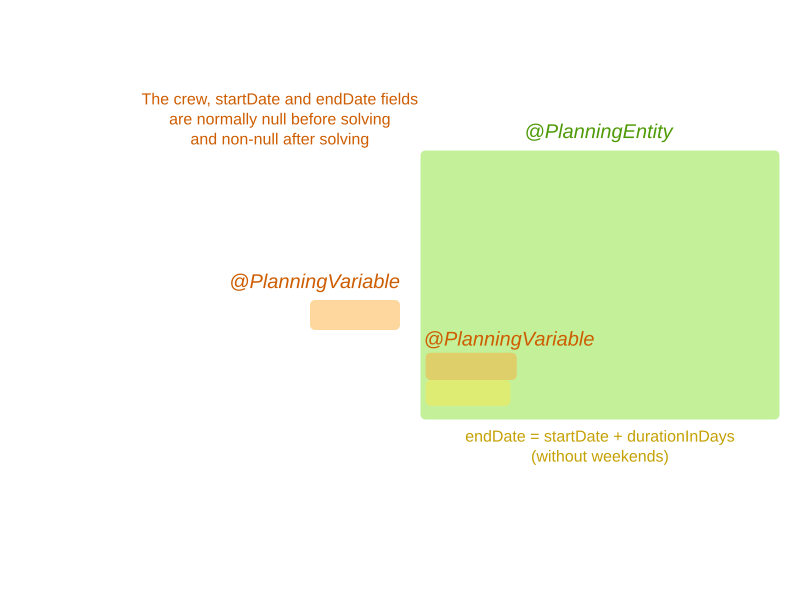 The crew, startDate and endDate fields
are normally null before solving
and non-null after solving
@PlanningEntity
@PlanningVariable
@PlanningVariable
endDate = startDate + durationInDays
(without weekends)